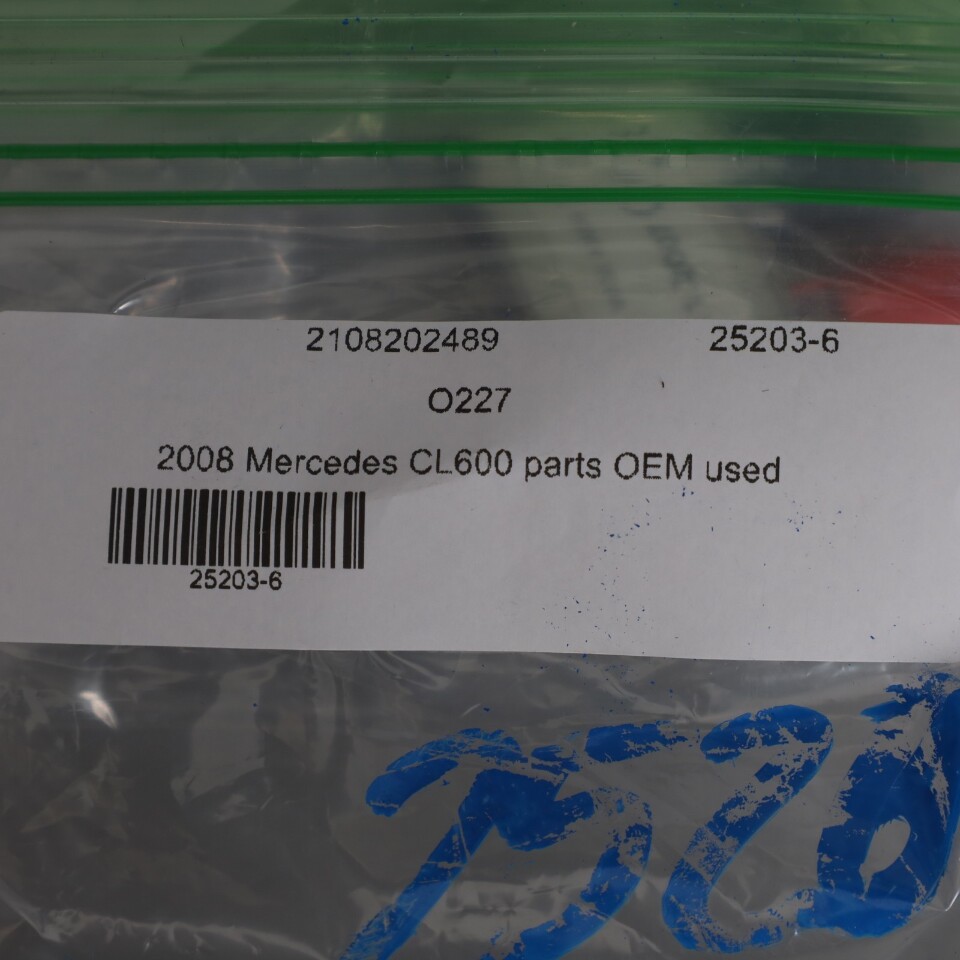 2108202489 25203-6
O227
2008 Mercedes CL600 parts OEM used
25203-6